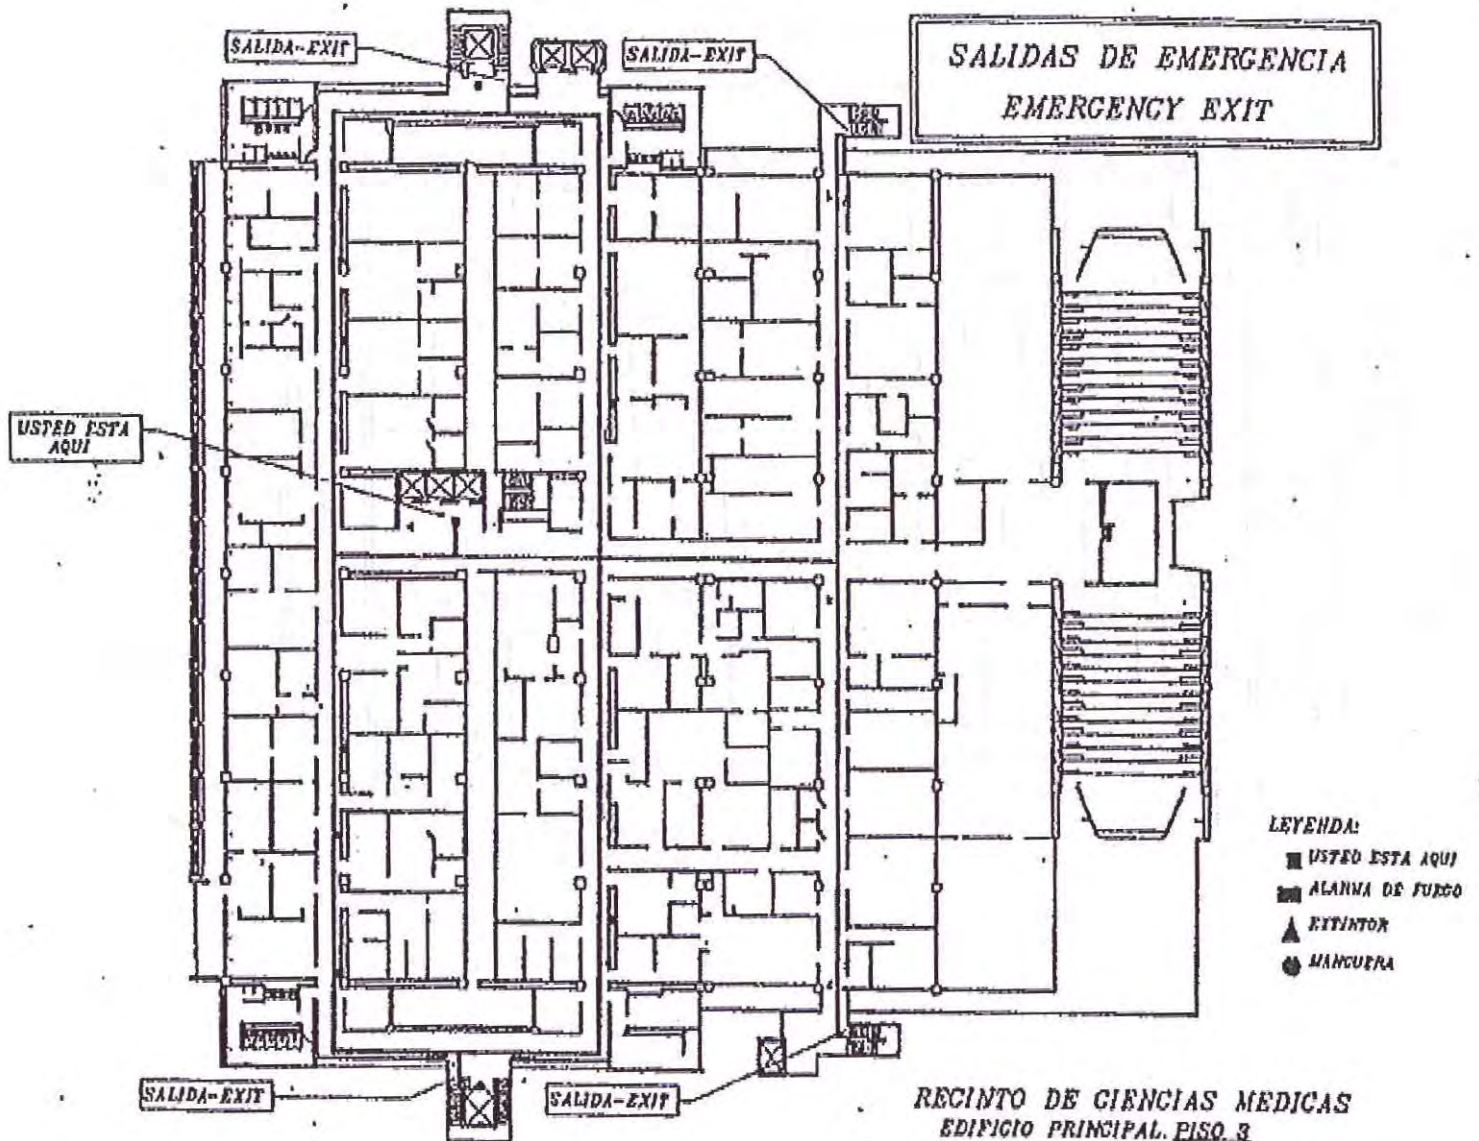 SALIDA-EXIT
SALIDA-EXIT
SALIDAS DE EMERGENCIA
EMERGENCY EXIT
USTED ESTA
AQUI
LEYENDA:
USTED ESTA AQUI
ALARMA DE FUEGO
EXTINTOR
MANGUERA
SALIDA-EXIT
SALIDA-EXIT
RECINTO DE CIENCIAS MEDICAS
EDIFICIO PRINCIPAL, PISO 3